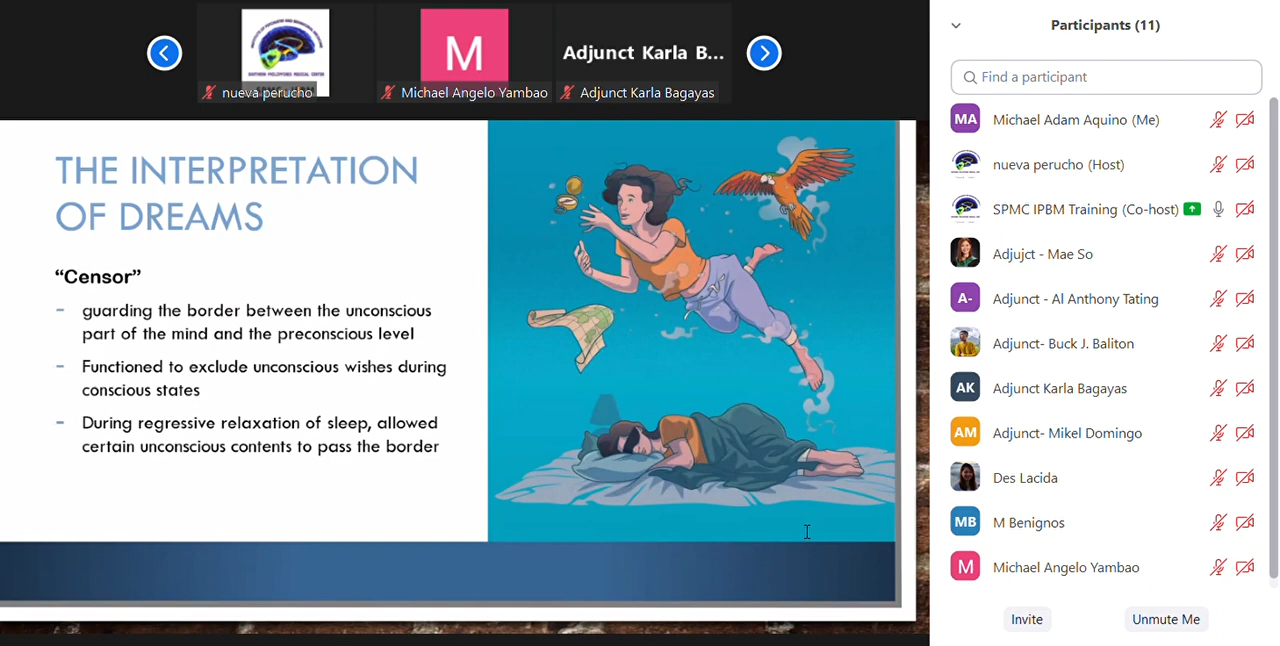 M
Adjunct Karla B...
nueva perucho
Michael Angelo Yambao
Adjunct Karla Bagayas
THE INTERPRETATION
OF DREAMS
“Censor”
- guarding the border between the unconscious
part of the mind and the preconscious level
- Functioned to exclude unconscious wishes during
conscious states
- During regressive relaxation of sleep, allowed
certain unconscious contents to pass the border
Participants (11)
Find a participant
MA Michael Adam Aquino (Me)
nueva perucho (Host)
SPMC IPBM Training (Co-host)
Adjujct - Mae So
A- Adjunct - Al Anthony Tating
Adjunct- Buck J. Baliton
AK Adjunct Karla Bagayas
AM Adjunct- Mikel Domingo
Des Lacida
MB M Benignos
M Michael Angelo Yambao
Invite
Unmute Me